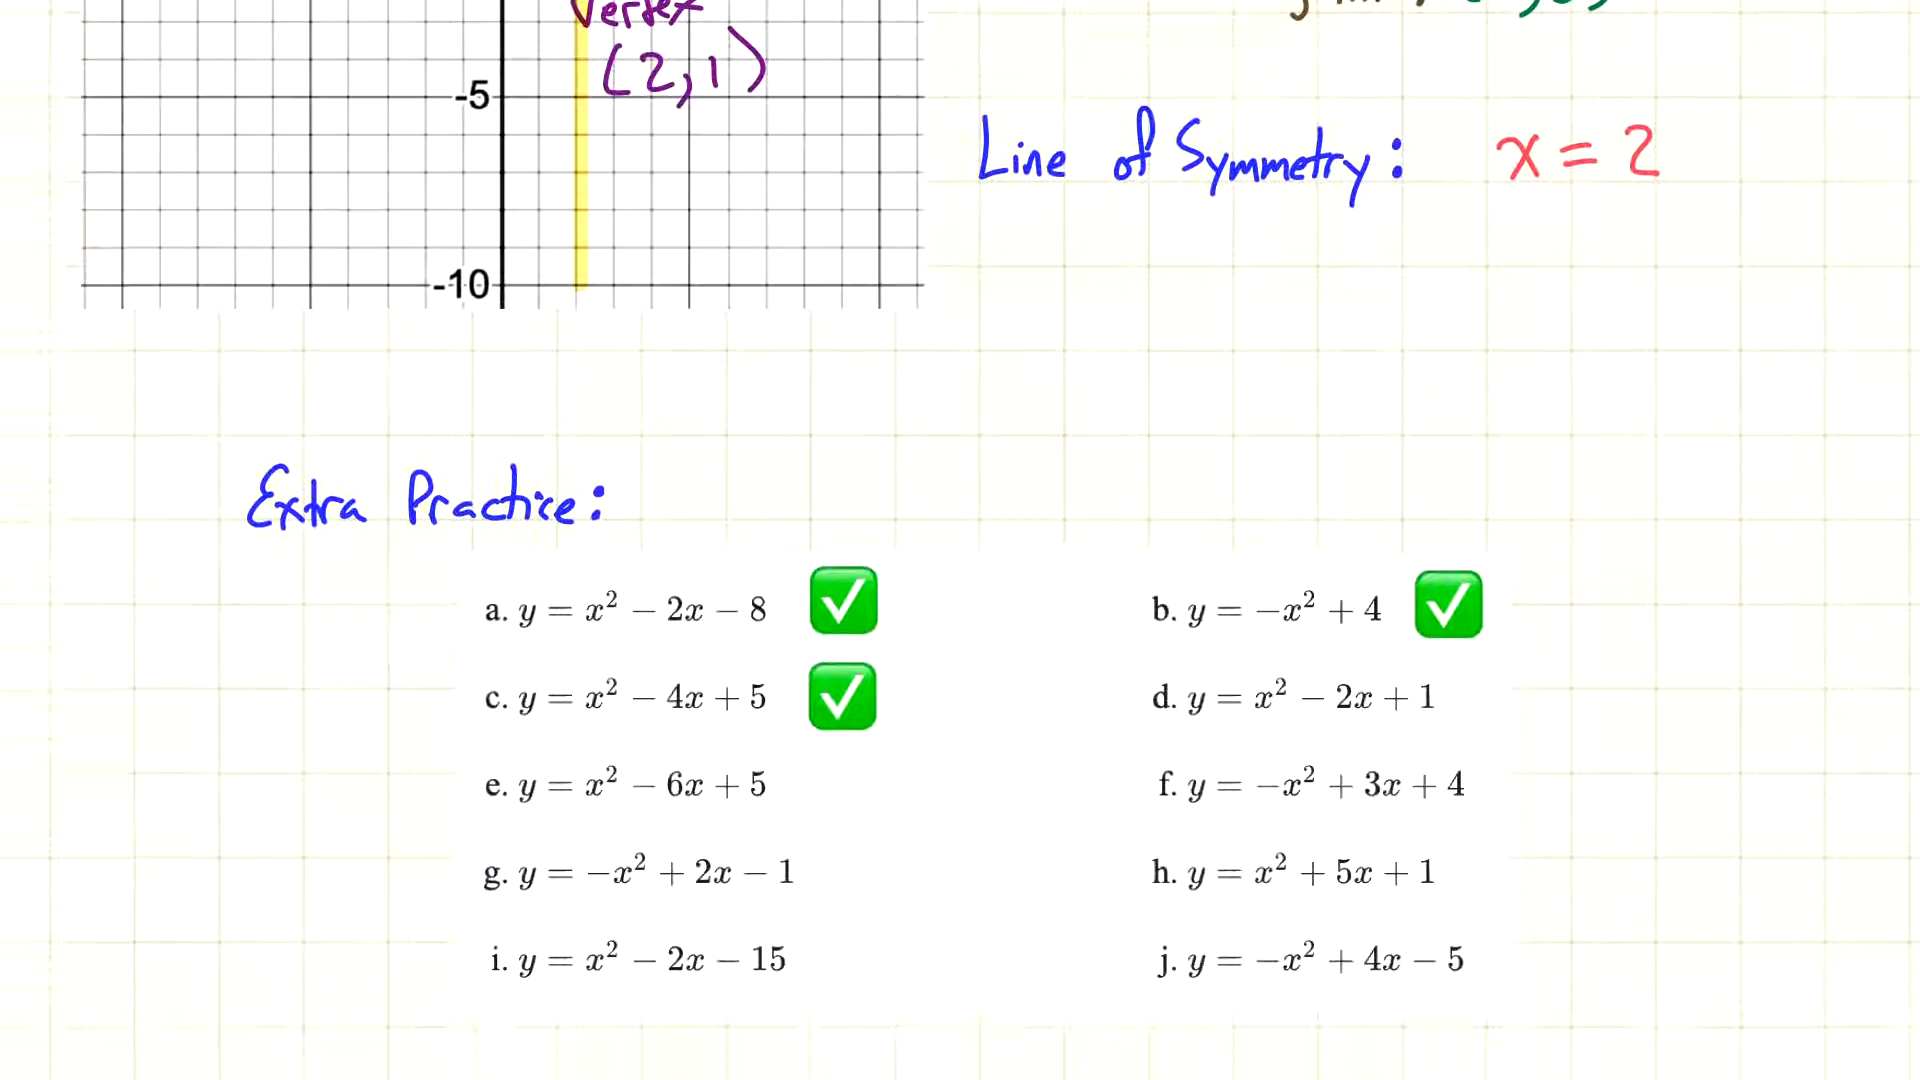 Vertex
(2,1)
-5
Line of Symmetry: x = 2
-10
Extra Practice:
a. y = x² − 2x − 8
b. y = −x² + 4
c. y = x² − 4x + 5
d. y = x² − 2x + 1
e. y = x² − 6x + 5
f. y = −x² + 3x + 4
g. y = −x² + 2x − 1
h. y = x² + 5x + 1
i. y = x² − 2x − 15
j. y = −x² + 4x − 5